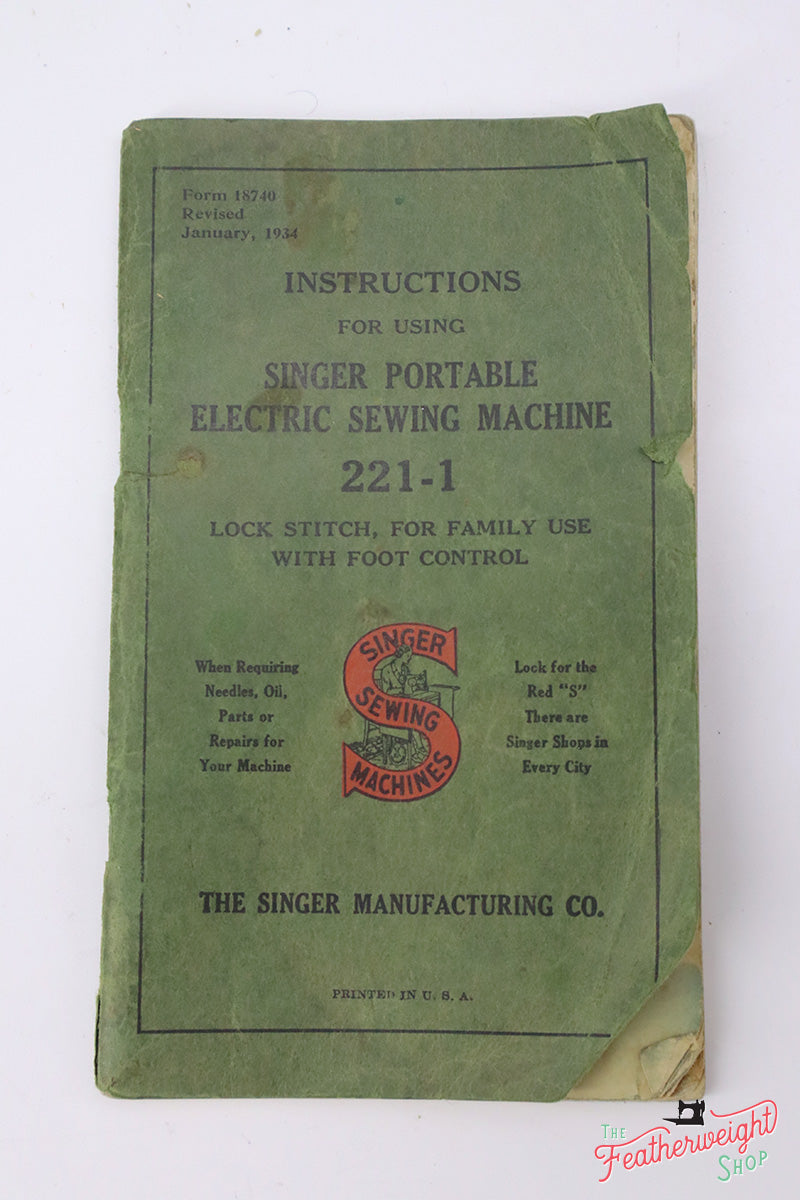 Form 18740
Revised
January, 1934
INSTRUCTIONS
FOR USING
SINGER PORTABLE
ELECTRIC SEWING MACHINE
221-1
LOCK STITCH, FOR FAMILY USE
WITH FOOT CONTROL
When Requiring
Needles, Oil,
Parts or
Repairs for
Your Machine
SINGER
SEWING
MACHINES
Look for the
Red "S"
There are
Singer Shops in
Every City
THE SINGER MANUFACTURING CO.
PRINTED IN U. S. A.
THE
Featherweight
SHOP